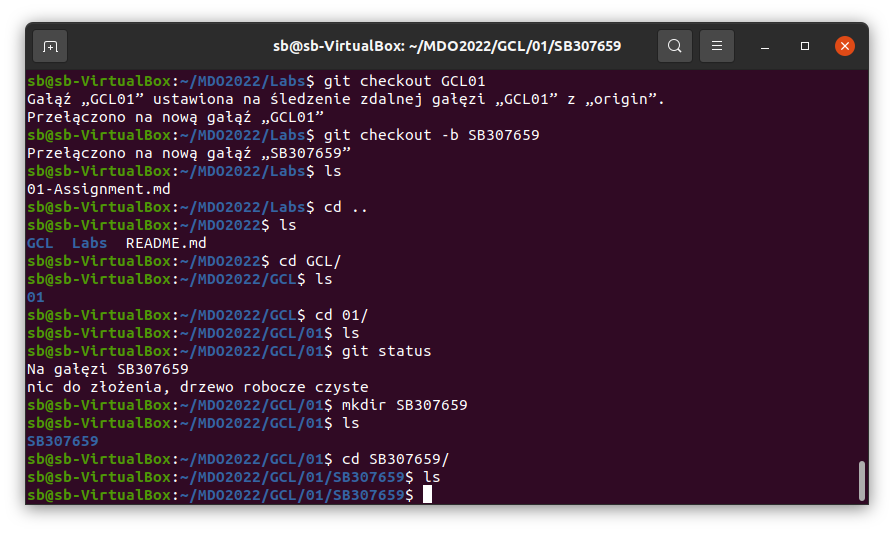 sb@sb-VirtualBox: ~/MDO2022/GCL/01/SB307659
sb@sb-VirtualBox:~/MDO2022/Labs$ git checkout GCL01
Gałąź „GCL01” ustawiona na śledzenie zdalnej gałęzi „GCL01” z „origin”.
Przełączono na nową gałąź „GCL01”
sb@sb-VirtualBox:~/MDO2022/Labs$ git checkout -b SB307659
Przełączono na nową gałąź „SB307659”
sb@sb-VirtualBox:~/MDO2022/Labs$ ls
01-Assignment.md
sb@sb-VirtualBox:~/MDO2022/Labs$ cd ..
sb@sb-VirtualBox:~/MDO2022$ ls
GCL  Labs  README.md
sb@sb-VirtualBox:~/MDO2022$ cd GCL/
sb@sb-VirtualBox:~/MDO2022/GCL$ ls
01
sb@sb-VirtualBox:~/MDO2022/GCL$ cd 01/
sb@sb-VirtualBox:~/MDO2022/GCL/01$ ls
sb@sb-VirtualBox:~/MDO2022/GCL/01$ git status
Na gałęzi SB307659
nic do złożenia, drzewo robocze czyste
sb@sb-VirtualBox:~/MDO2022/GCL/01$ mkdir SB307659
sb@sb-VirtualBox:~/MDO2022/GCL/01$ ls
SB307659
sb@sb-VirtualBox:~/MDO2022/GCL/01$ cd SB307659/
sb@sb-VirtualBox:~/MDO2022/GCL/01/SB307659$ ls
sb@sb-VirtualBox:~/MDO2022/GCL/01/SB307659$